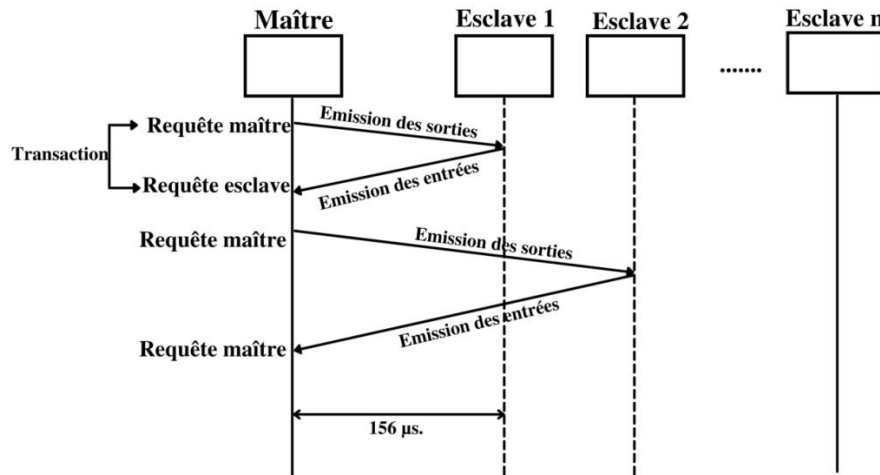 Maître
Esclave 1
Esclave 2
.......
Esclave n
Requête maître
Emission des sorties
Transaction
Requête esclave
Emission des entrées
Requête maître
Emission des sorties
Emission des entrées
Requête maître
156 µs.